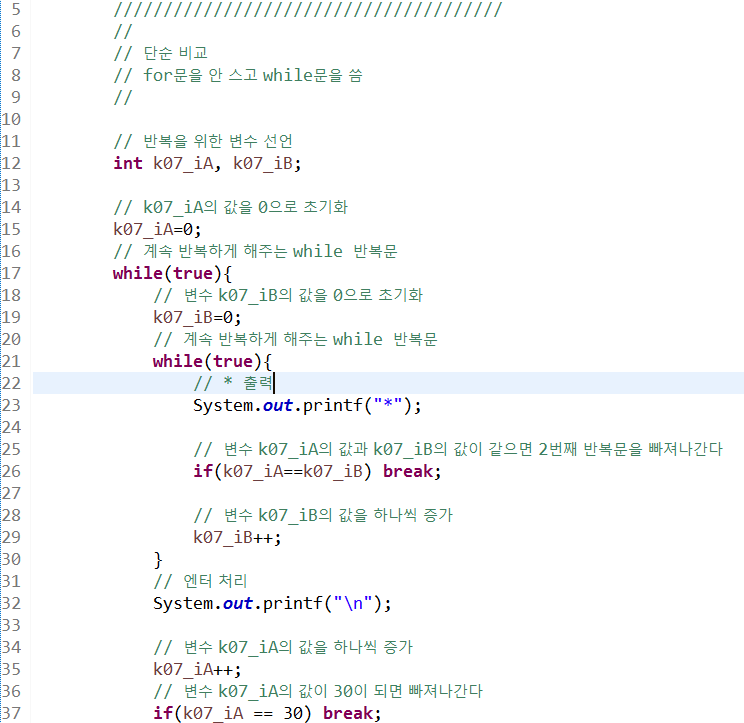 5 ///////////////////////////////////////
6 //
7 // 단순 비교
8 // for문을 안 스고 while문을 씀
9 //
10
11 // 반복을 위한 변수 선언
12 int k07_iA, k07_iB;
13
14 // k07_iA의 값을 0으로 초기화
15 k07_iA=0;
16 // 계속 반복하게 해주는 while 반복문
17 while(true){
18 // 변수 k07_iB의 값을 0으로 초기화
19 k07_iB=0;
20 // 계속 반복하게 해주는 while 반복문
21 while(true){
22 // * 출력
23 System.out.printf("*");
24
25 // 변수 k07_iA의 값과 k07_iB의 값이 같으면 2번째 반복문을 빠져나간다
26 if(k07_iA==k07_iB) break;
27
28 // 변수 k07_iB의 값을 하나씩 증가
29 k07_iB++;
30 }
31 // 엔터 처리
32 System.out.printf("\n");
33
34 // 변수 k07_iA의 값을 하나씩 증가
35 k07_iA++;
36 // 변수 k07_iA의 값이 30이 되면 빠져나간다
37 if(k07_iA == 30) break;